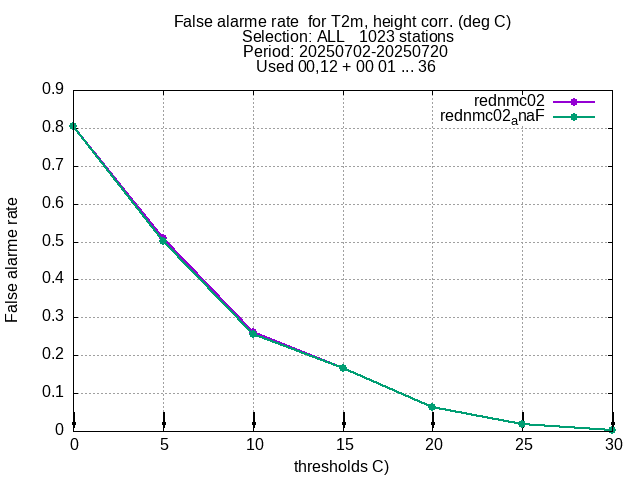 False alarme rate  for T2m, height corr. (deg C)
Selection: ALL   1023 stations
Period: 20250702-20250720
Used 00,12 + 00 01 ... 36
rednmc02
rednmc02_anaF
0.9
0.8
0.7
0.6
0.5
0.4
0.3
0.2
0.1
0
False alarme rate
0 5 10 15 20 25 30
thresholds C)